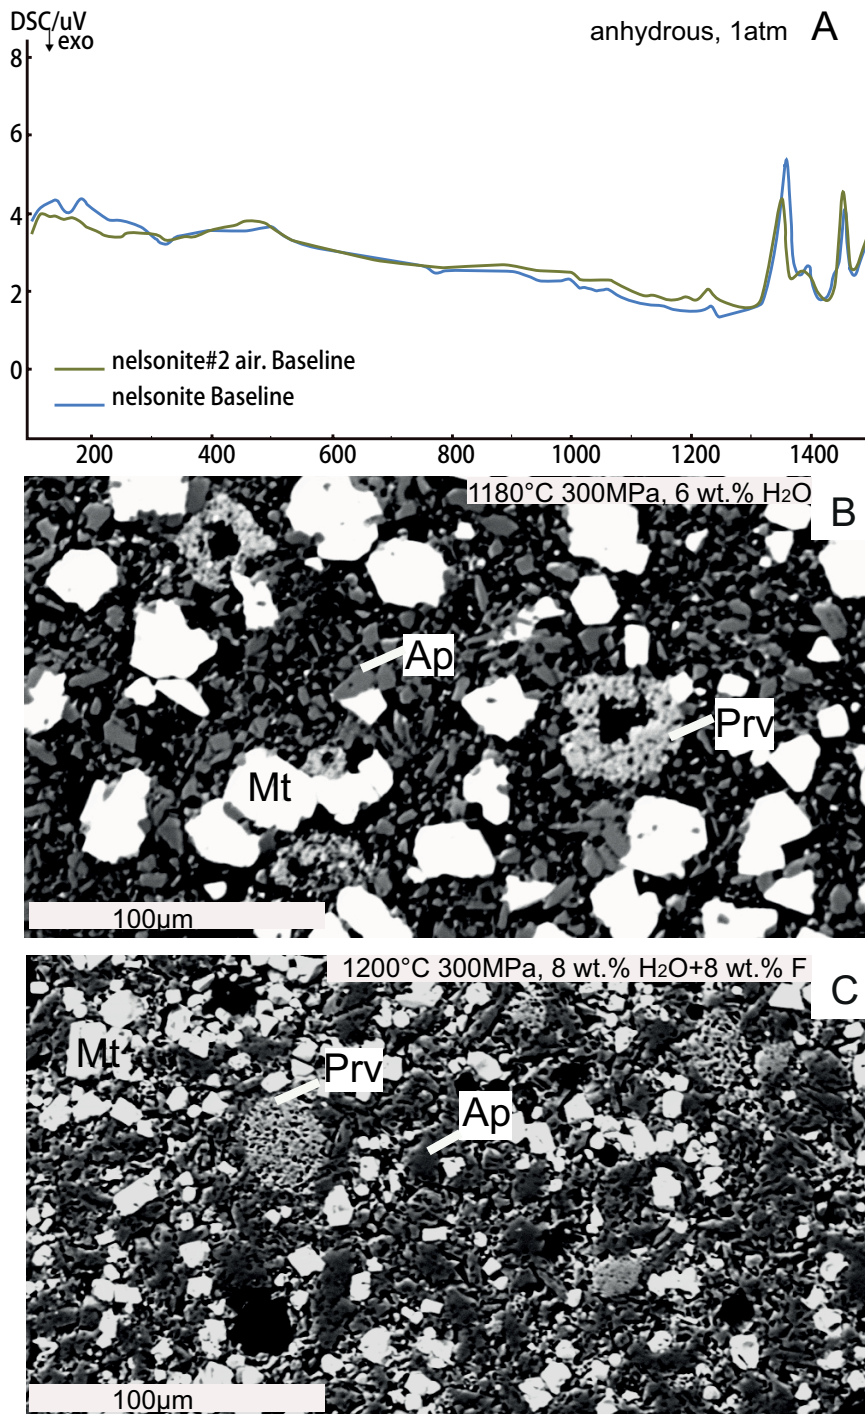 DSC/uV
↓exo
anhydrous, 1atm A
8
6
4
2
0
nelsonite#2 air. Baseline
nelsonite Baseline
200 400 600 800 1000 1200 1400
1180°C 300MPa, 6 wt.% H₂O
B
Ap
Prv
Mt
100µm
1200°C 300MPa, 8 wt.% H₂O+8 wt.% F
C
Mt
Prv
Ap
100µm